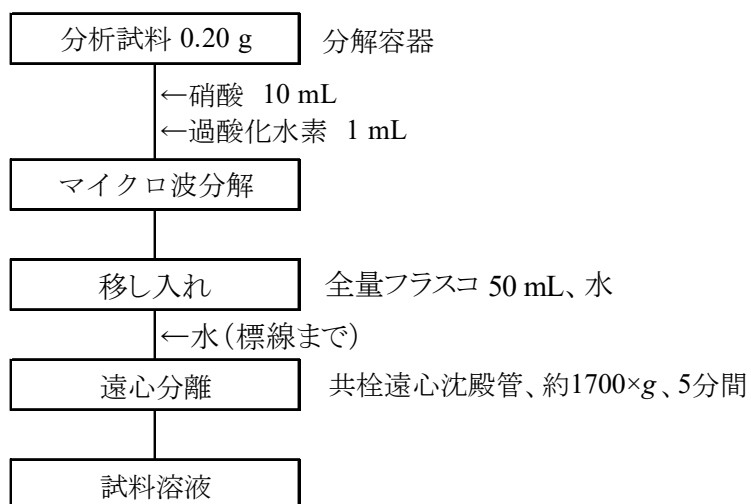 分析試料 0.20 g 分解容器
←硝酸 10 mL
←過酸化水素 1 mL
マイクロ波分解
移し入れ 全量フラスコ 50 mL、水
←水(標線まで)
遠心分離 共栓遠心沈殿管、約1700×g、5分間
試料溶液